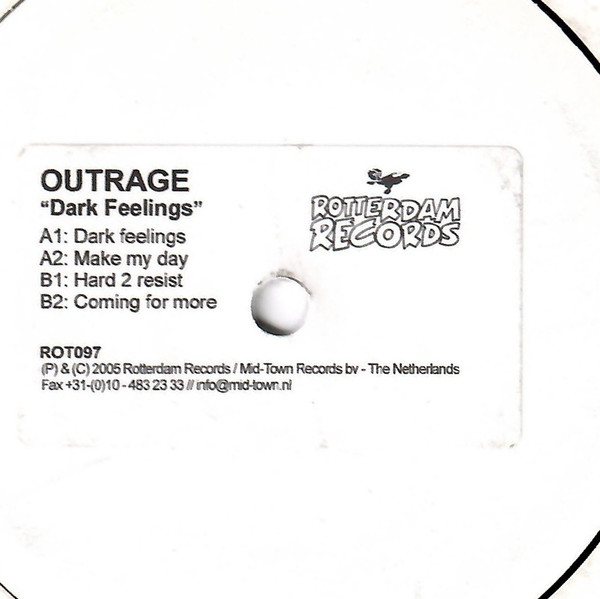 OUTRAGE
"Dark Feelings"
A1: Dark feelings
A2: Make my day
B1: Hard 2 resist
B2: Coming for more
ROTTERDAM
RECORDS
ROT097
(P) & (C) 2005 Rotterdam Records / Mid-Town Records bv - The Netherlands
Fax +31-(0)10 - 483 23 33 // info@mid-town.nl